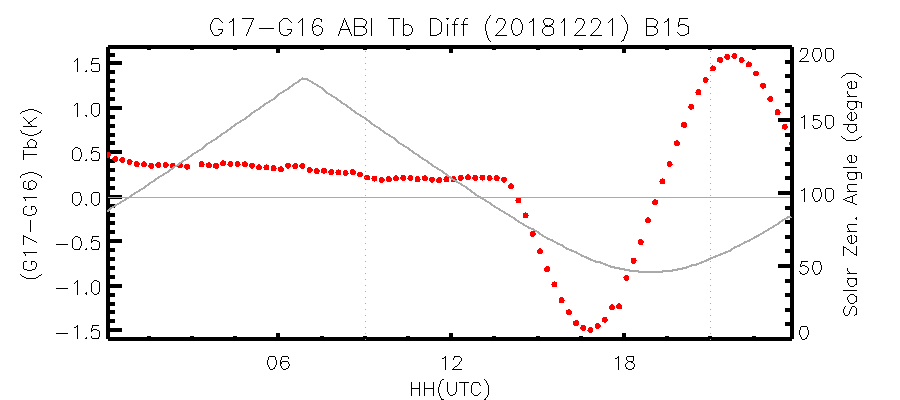 G17-G16 ABI Tb Diff (20181221) B15
(G17-G16) Tb(K)
1.5
1.0
0.5
0.0
-0.5
-1.0
-1.5
200
150
100
50
0
Solar Zen. Angle (degre)
06 12 18
HH(UTC)